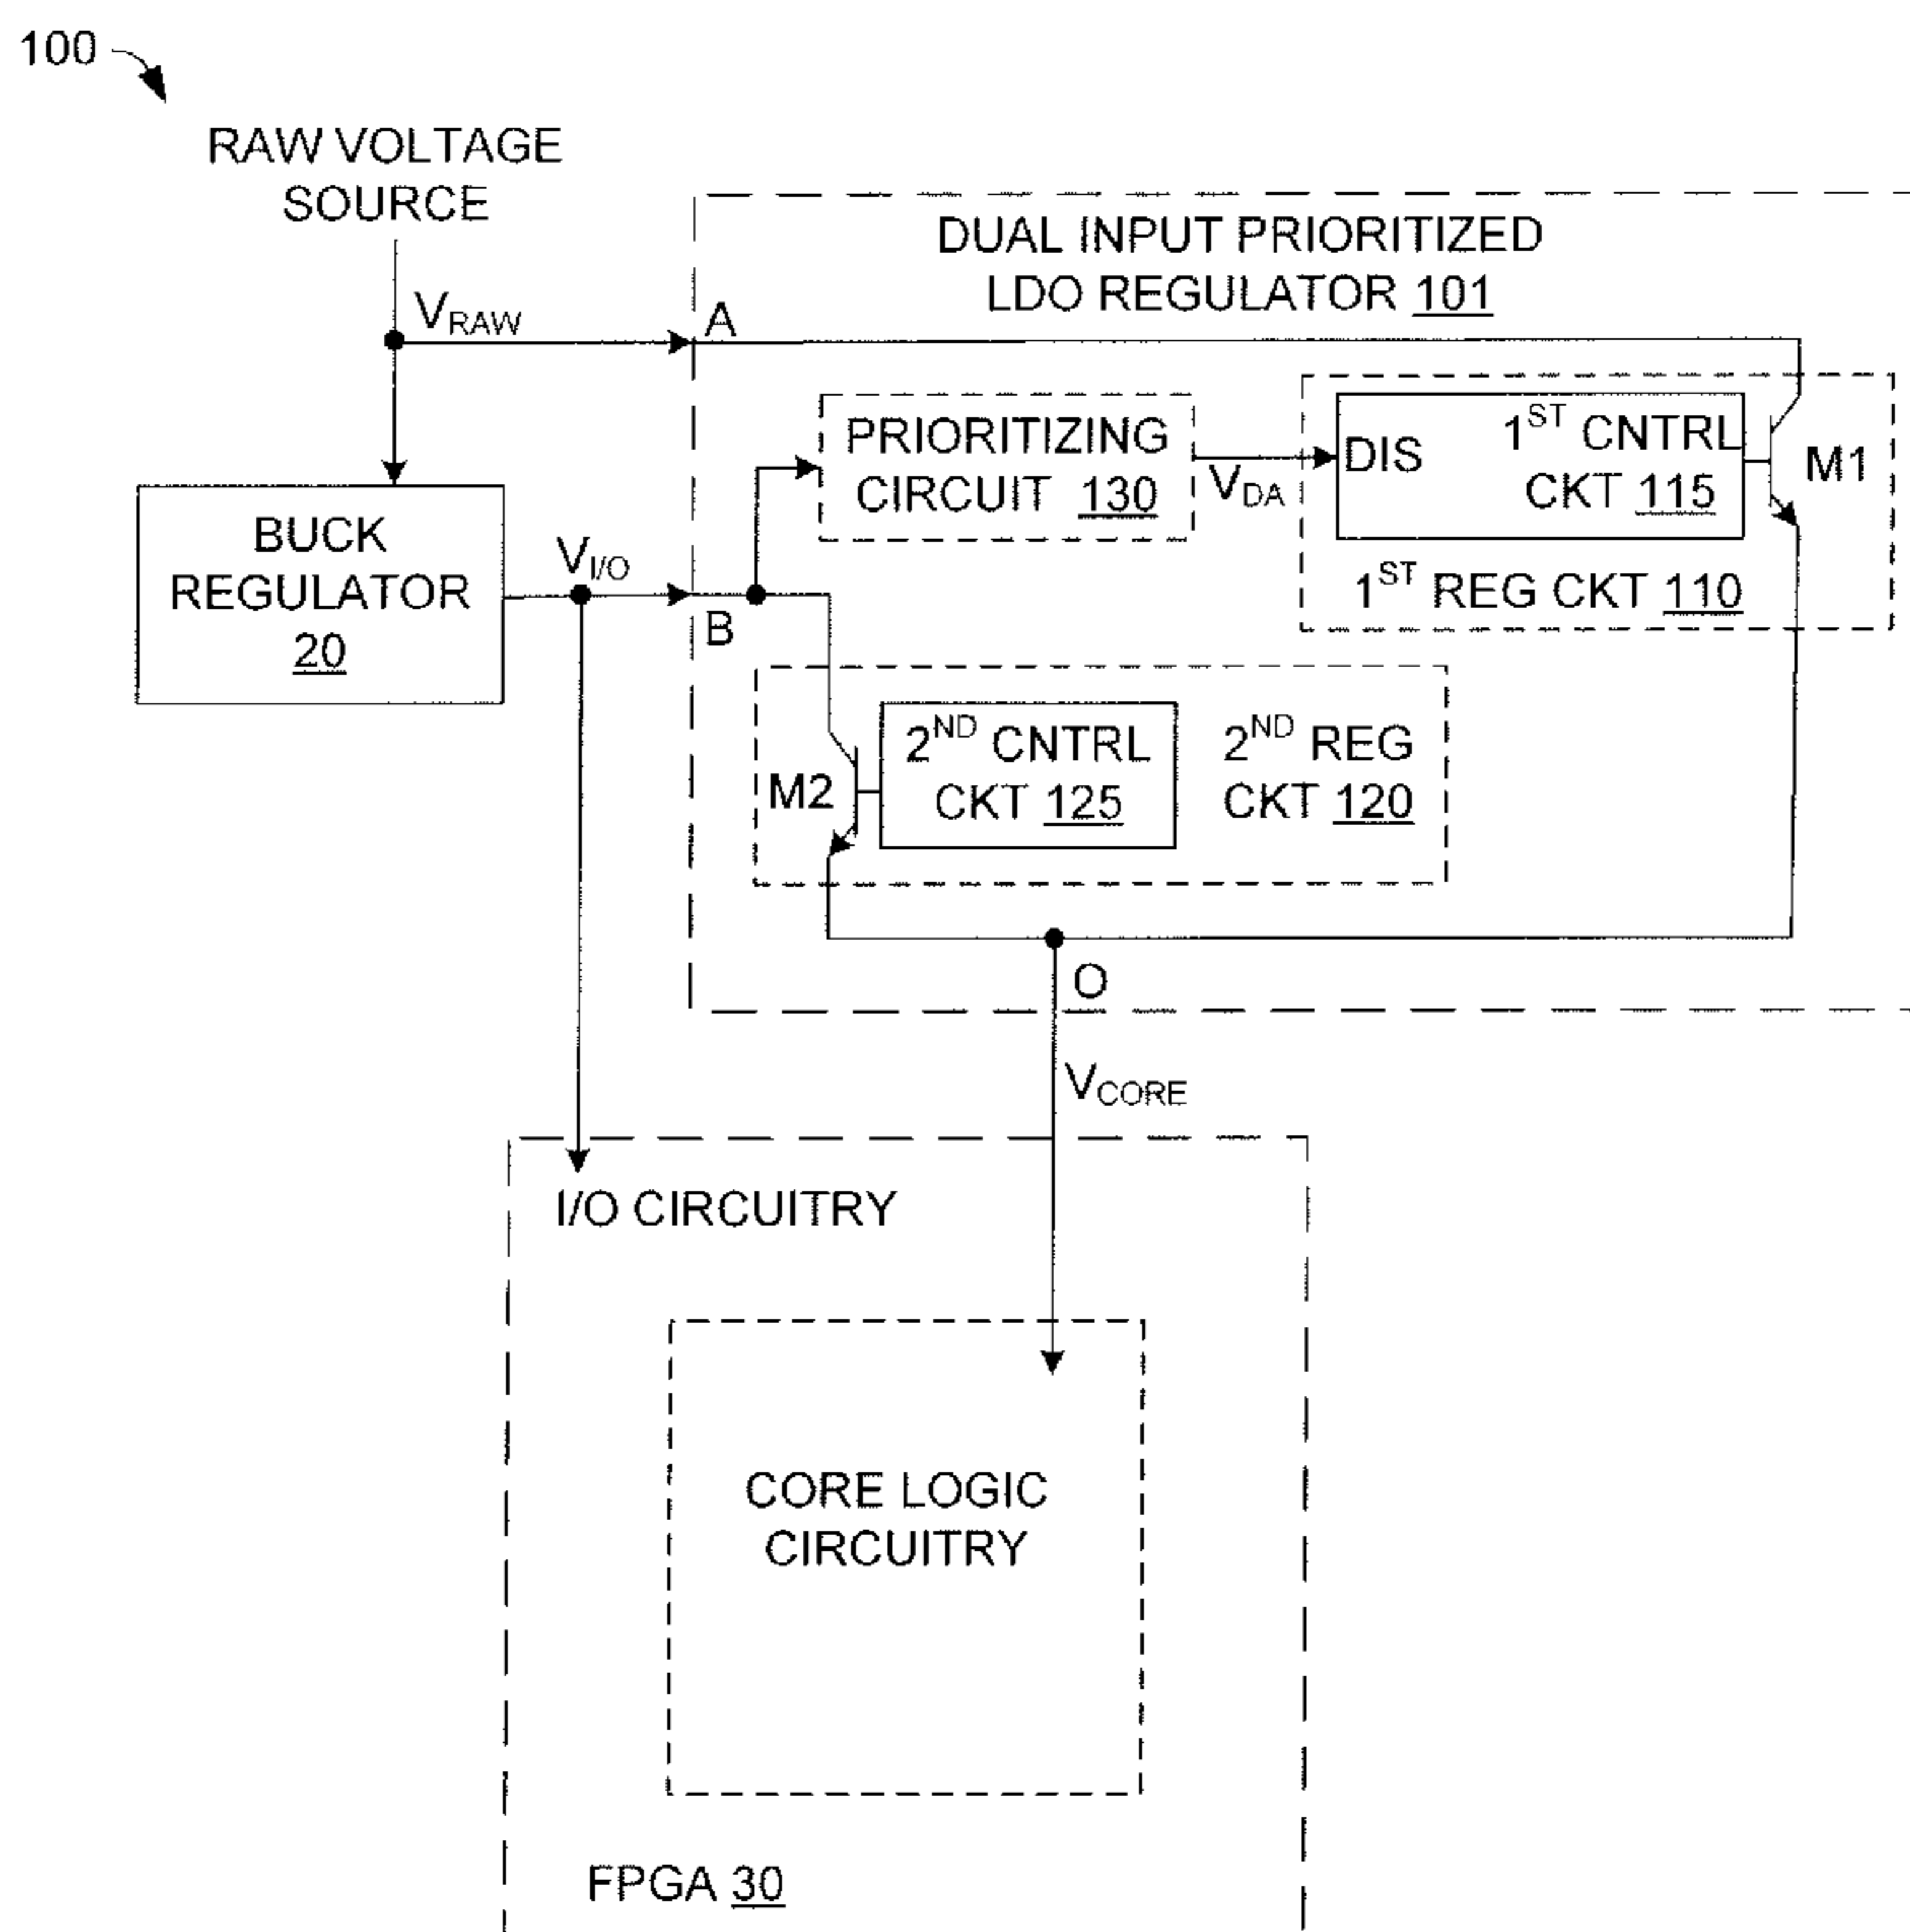 100
RAW VOLTAGE
SOURCE
DUAL INPUT PRIORITIZED
LDO REGULATOR 101
VRAW
A
PRIORITIZING
CIRCUIT 130
VDA
DIS
1ST CNTRL
CKT 115
M1
1ST REG CKT 110
BUCK
REGULATOR
20
VI/O
B
M2
2ND CNTRL
CKT 125
2ND REG
CKT 120
O
VCORE
I/O CIRCUITRY
CORE LOGIC
CIRCUITRY
FPGA 30